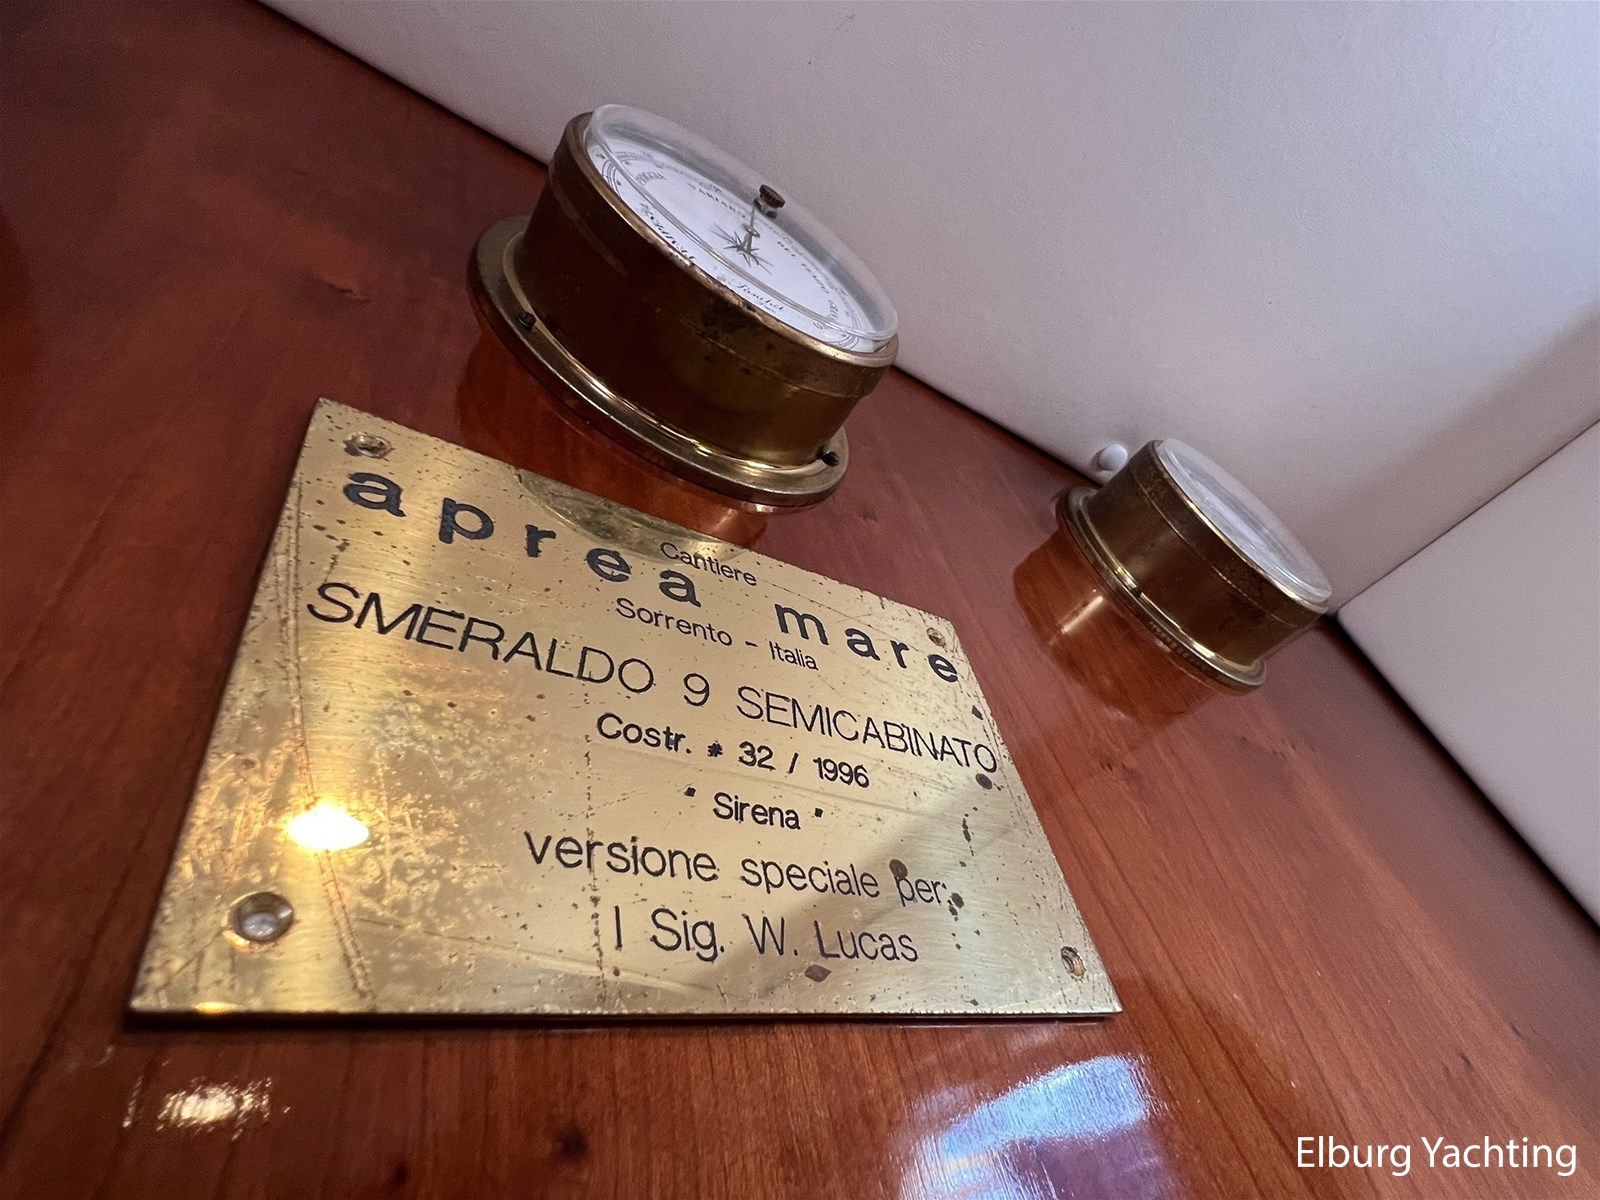 VARIABLE
Cantiere
aprea mare
Sorrento - Italia
SMERALDO 9 SEMICABINATO
Costr. # 32 / 1996
" Sirena "
versione speciale per:
I Sig. W. Lucas
Elburg Yachting